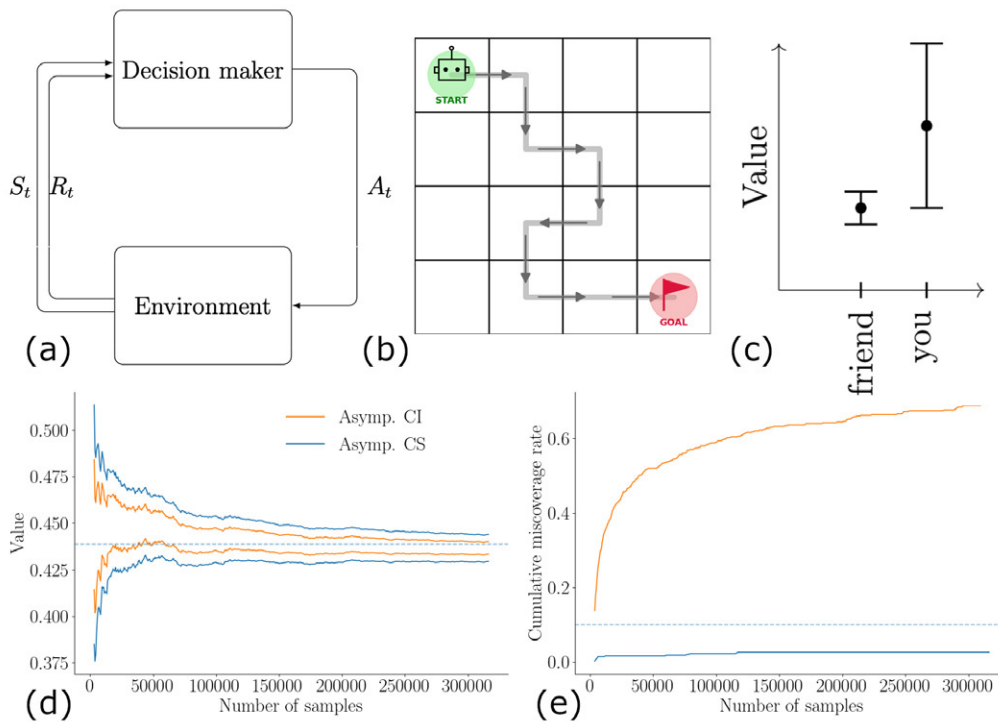 Decision maker
S_t
R_t
A_t
Environment
(a)
START
GOAL
(b)
Value
friend
you
(c)
Asymp. CI
Asymp. CS
0.500
0.475
0.450
0.425
0.400
0.375
Value
0
50000
100000
150000
200000
250000
300000
Number of samples
(d)
Cumulative miscoverage rate
0.6
0.4
0.2
0.0
0
50000
100000
150000
200000
250000
300000
Number of samples
(e)